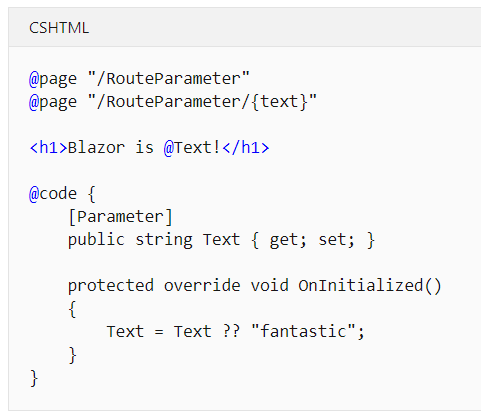 CSHTML
@page "/RouteParameter"
@page "/RouteParameter/{text}"
<h1>Blazor is @Text!</h1>
@code {
    [Parameter]
    public string Text { get; set; }
    protected override void OnInitialized()
    {
        Text = Text ?? "fantastic";
    }
}